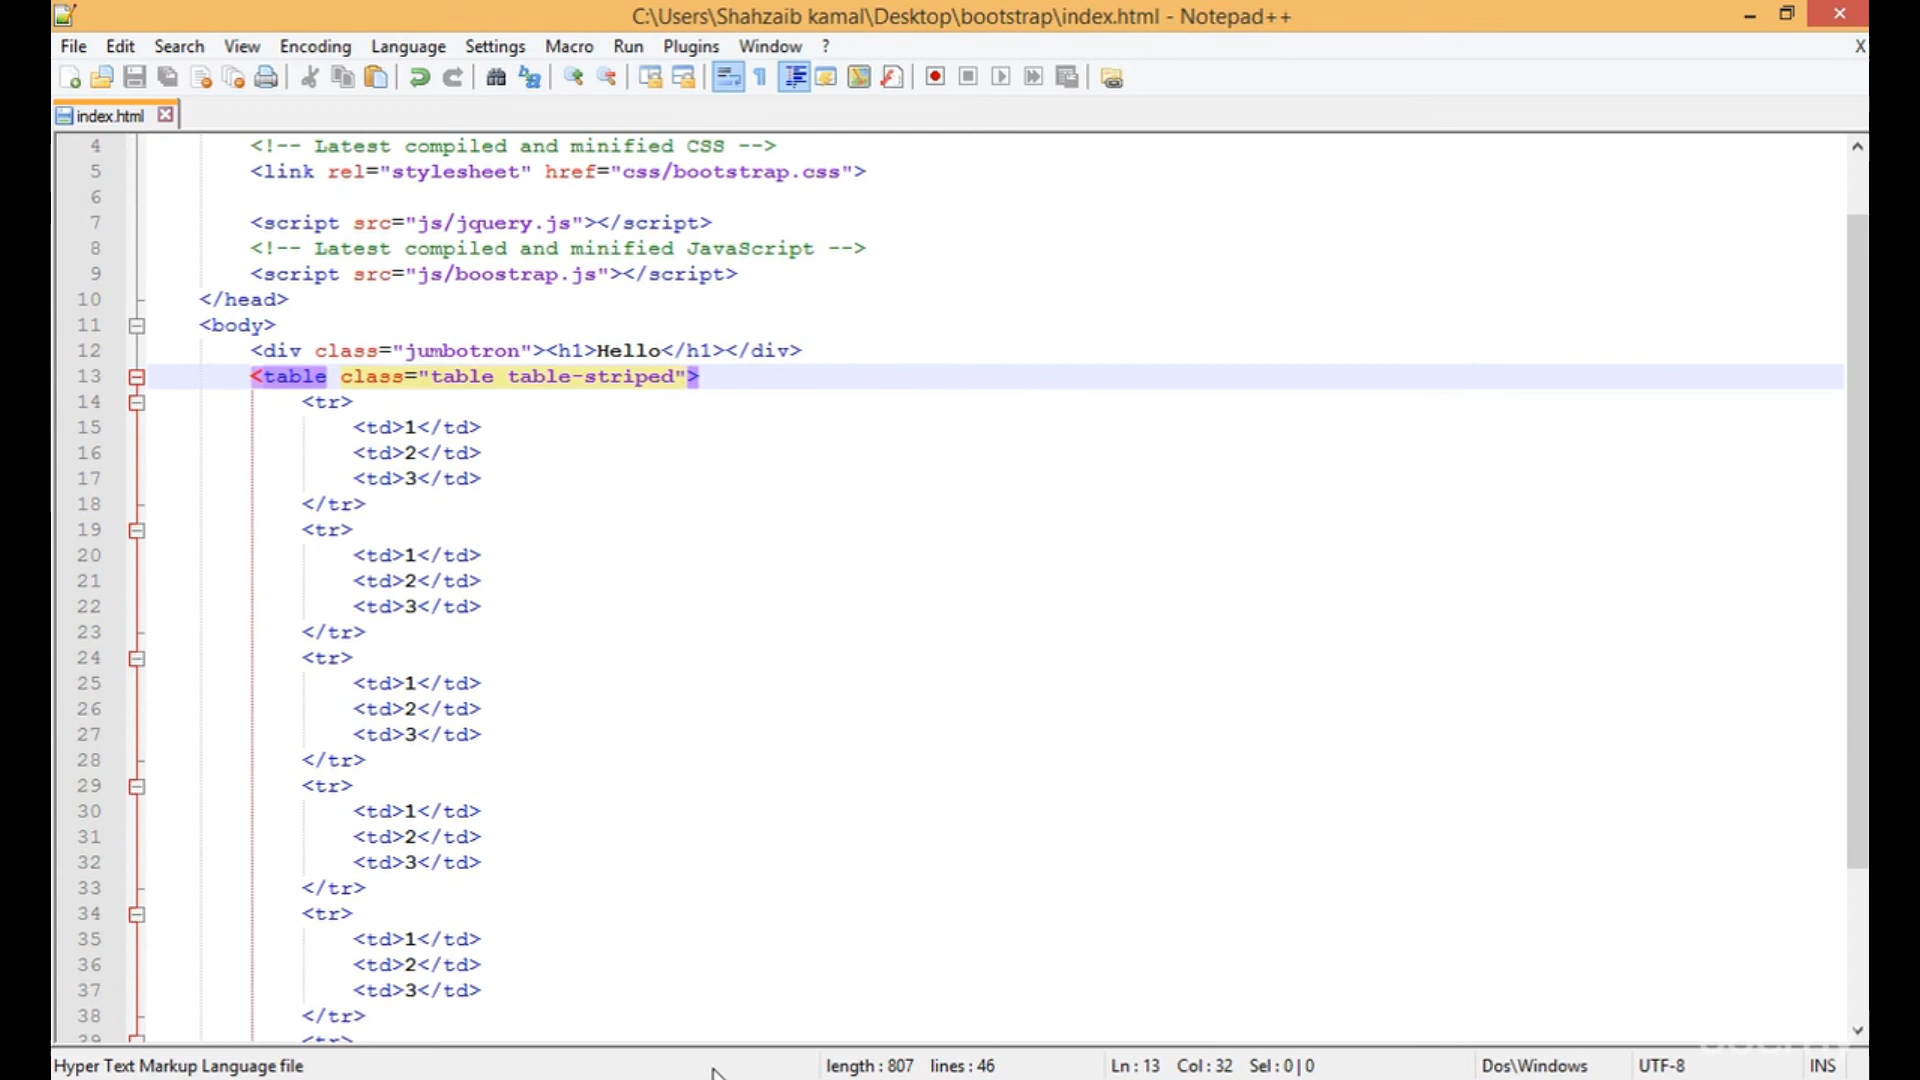 C:\Users\Shahzaib kamal\Desktop\bootstrap\index.html - Notepad++
File Edit Search View Encoding Language Settings Macro Run Plugins Window ? X
index.html
4 <!-- Latest compiled and minified CSS -->
5 <link rel="stylesheet" href="css/bootstrap.css">
6
7 <script src="js/jquery.js"></script>
8 <!-- Latest compiled and minified JavaScript -->
9 <script src="js/boostrap.js"></script>
10 </head>
11 <body>
12 <div class="jumbotron"><h1>Hello</h1></div>
13 <table class="table table-striped">
14 <tr>
15 <td>1</td>
16 <td>2</td>
17 <td>3</td>
18 </tr>
19 <tr>
20 <td>1</td>
21 <td>2</td>
22 <td>3</td>
23 </tr>
24 <tr>
25 <td>1</td>
26 <td>2</td>
27 <td>3</td>
28 </tr>
29 <tr>
30 <td>1</td>
31 <td>2</td>
32 <td>3</td>
33 </tr>
34 <tr>
35 <td>1</td>
36 <td>2</td>
37 <td>3</td>
38 </tr>
39 <tr>
Hyper Text Markup Language file length : 807 lines : 46 Ln : 13 Col : 32 Sel : 0 | 0 Dos\Windows UTF-8 INS